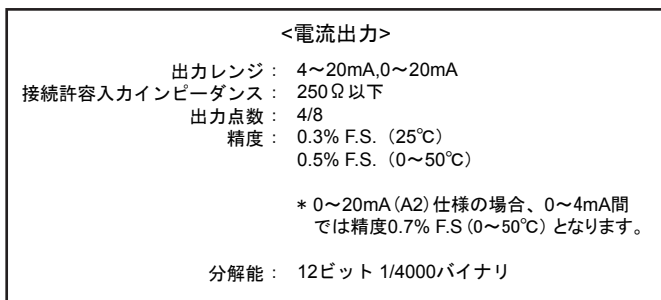 <電流出力>
出力レンジ： 4～20mA,0～20mA
接続許容入力インピーダンス： 250Ω以下
出力点数： 4/8
精度： 0.3% F.S.（25℃）
0.5% F.S.（0～50℃）
* 0～20mA（A2）仕様の場合、0～4mA間
では精度0.7% F.S（0～50℃）となります。
分解能： 12ビット 1/4000バイナリ